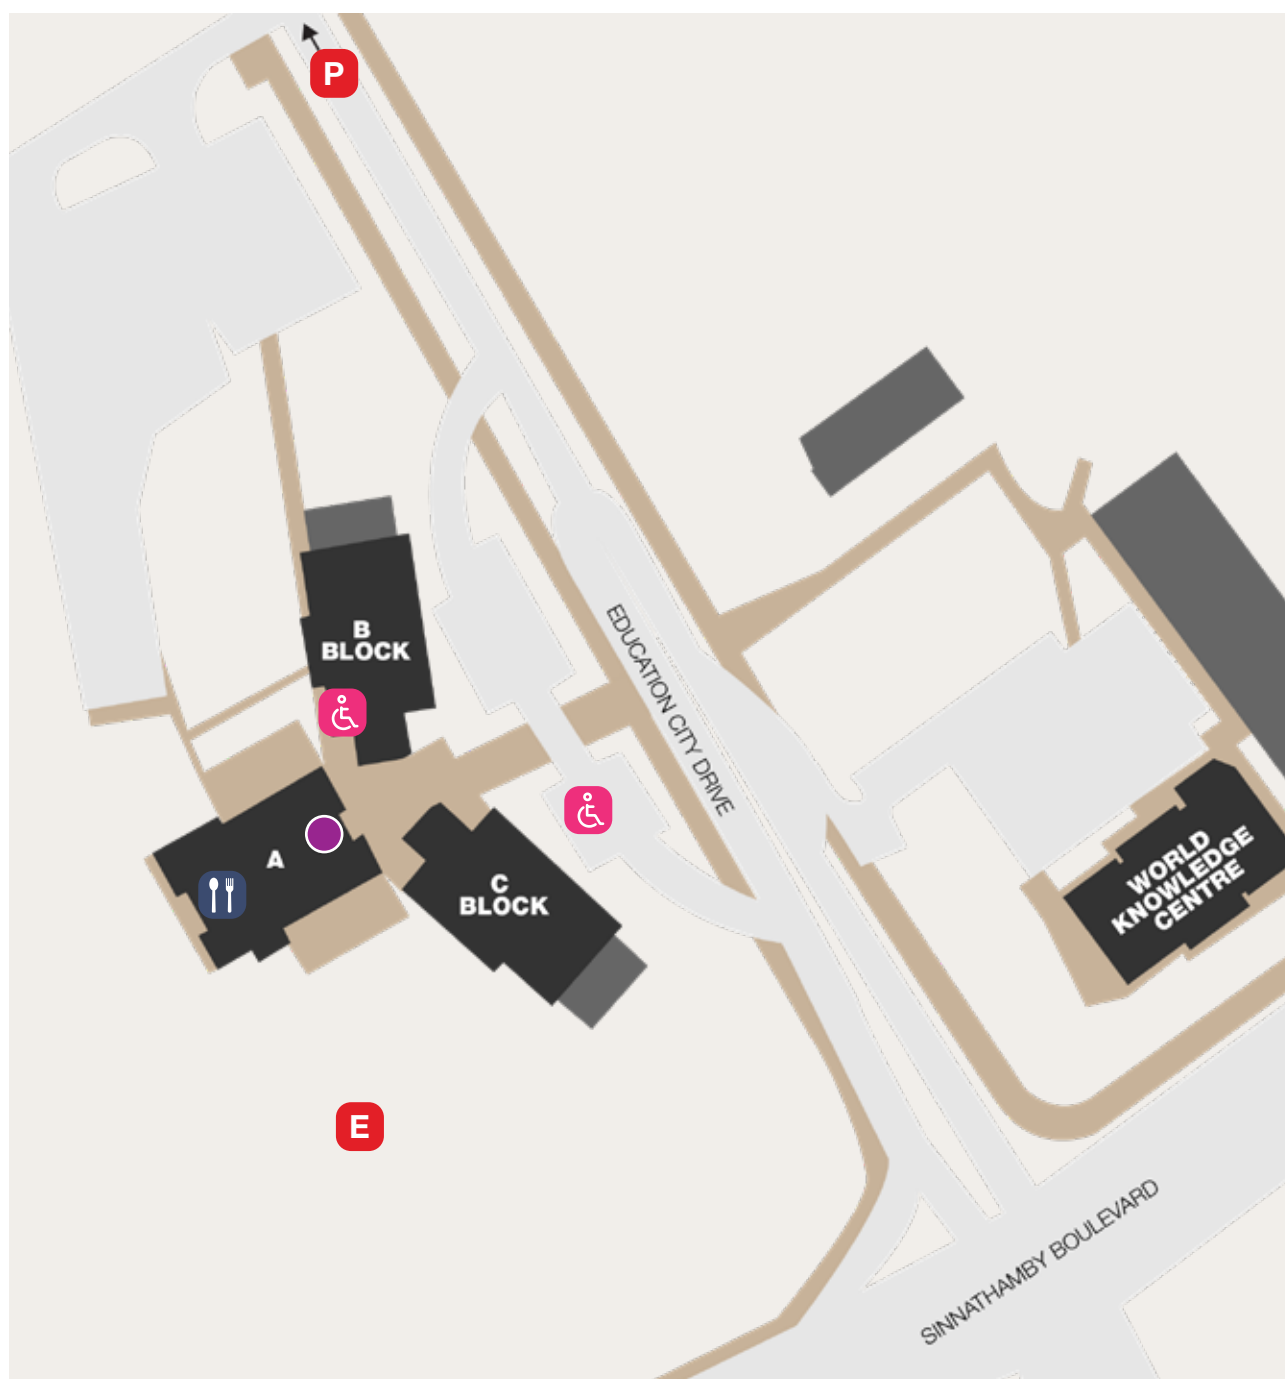 P
B
BLOCK
EDUCATION CITY DRIVE
A
C
BLOCK
WORLD
KNOWLEDGE
CENTRE
E
SINNATHAMBY BOULEVARD